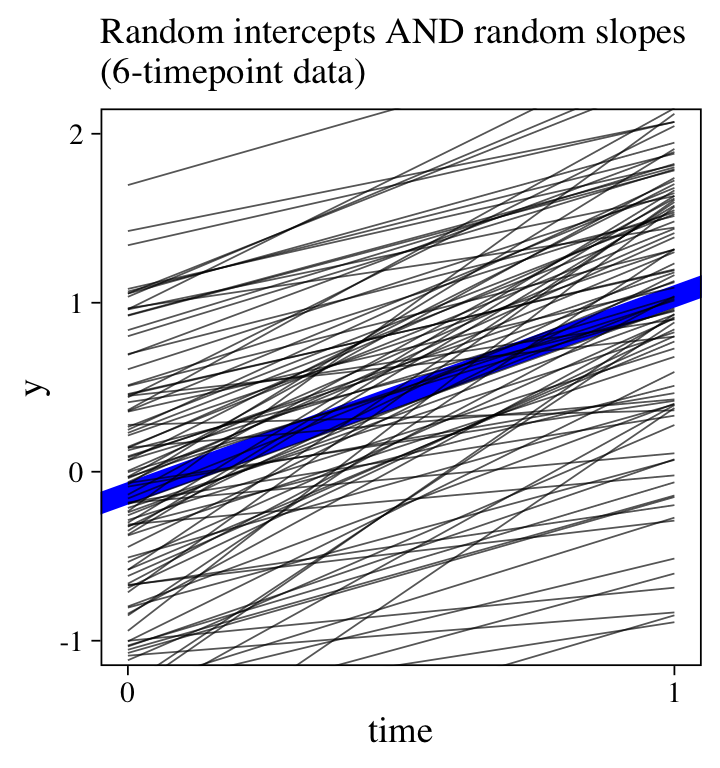 Random intercepts AND random slopes
(6-timepoint data)
2
1
0
-1
y
0 1
time